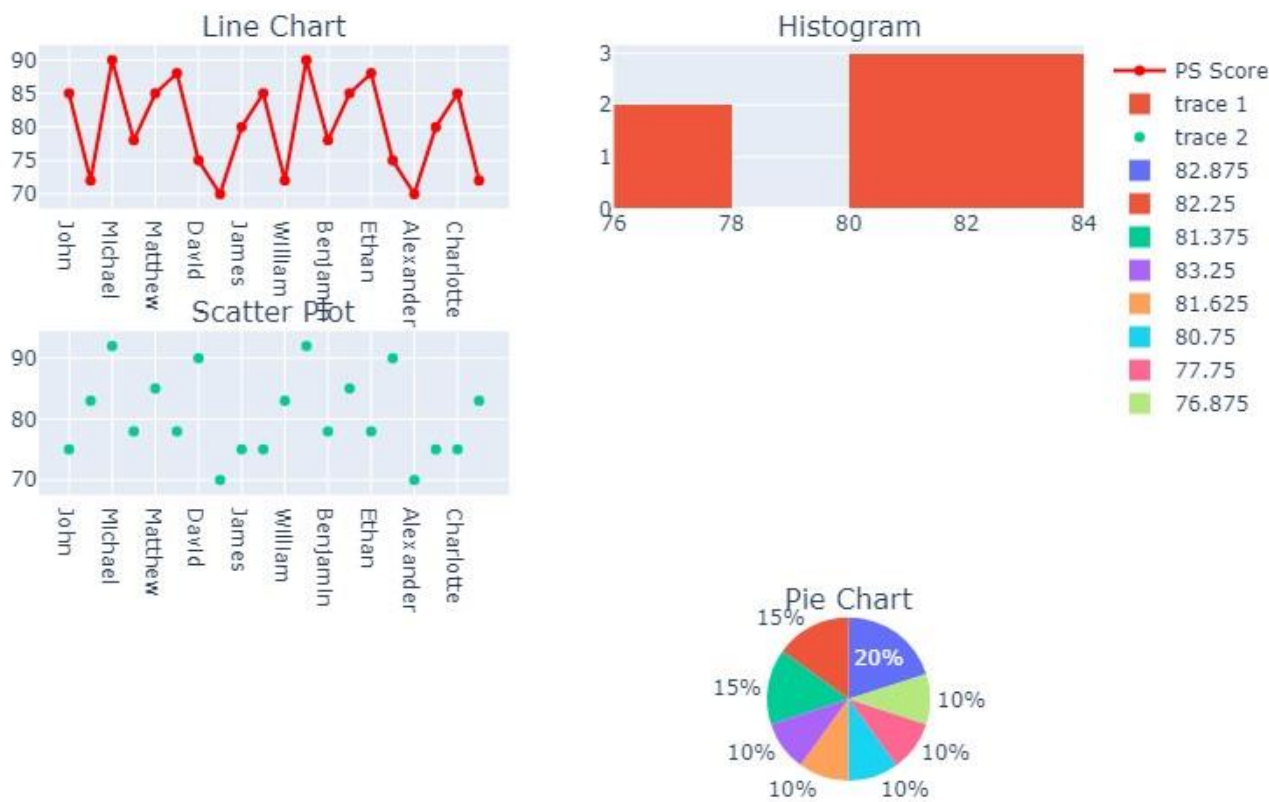 Line Chart
90
85
80
75
70
John
Michael
Matthew
David
James
William
Benjamin
Ethan
Alexander
Charlotte
Histogram
3
2
1
0
76 78 80 82 84
PS Score
trace 1
trace 2
82.875
82.25
81.375
83.25
81.625
80.75
77.75
76.875
Scatter Plot
90
80
70
John
Michael
Matthew
David
James
William
Benjamin
Ethan
Alexander
Charlotte
Pie Chart
15%
20%
15%
10%
10%
10%
10%
10%